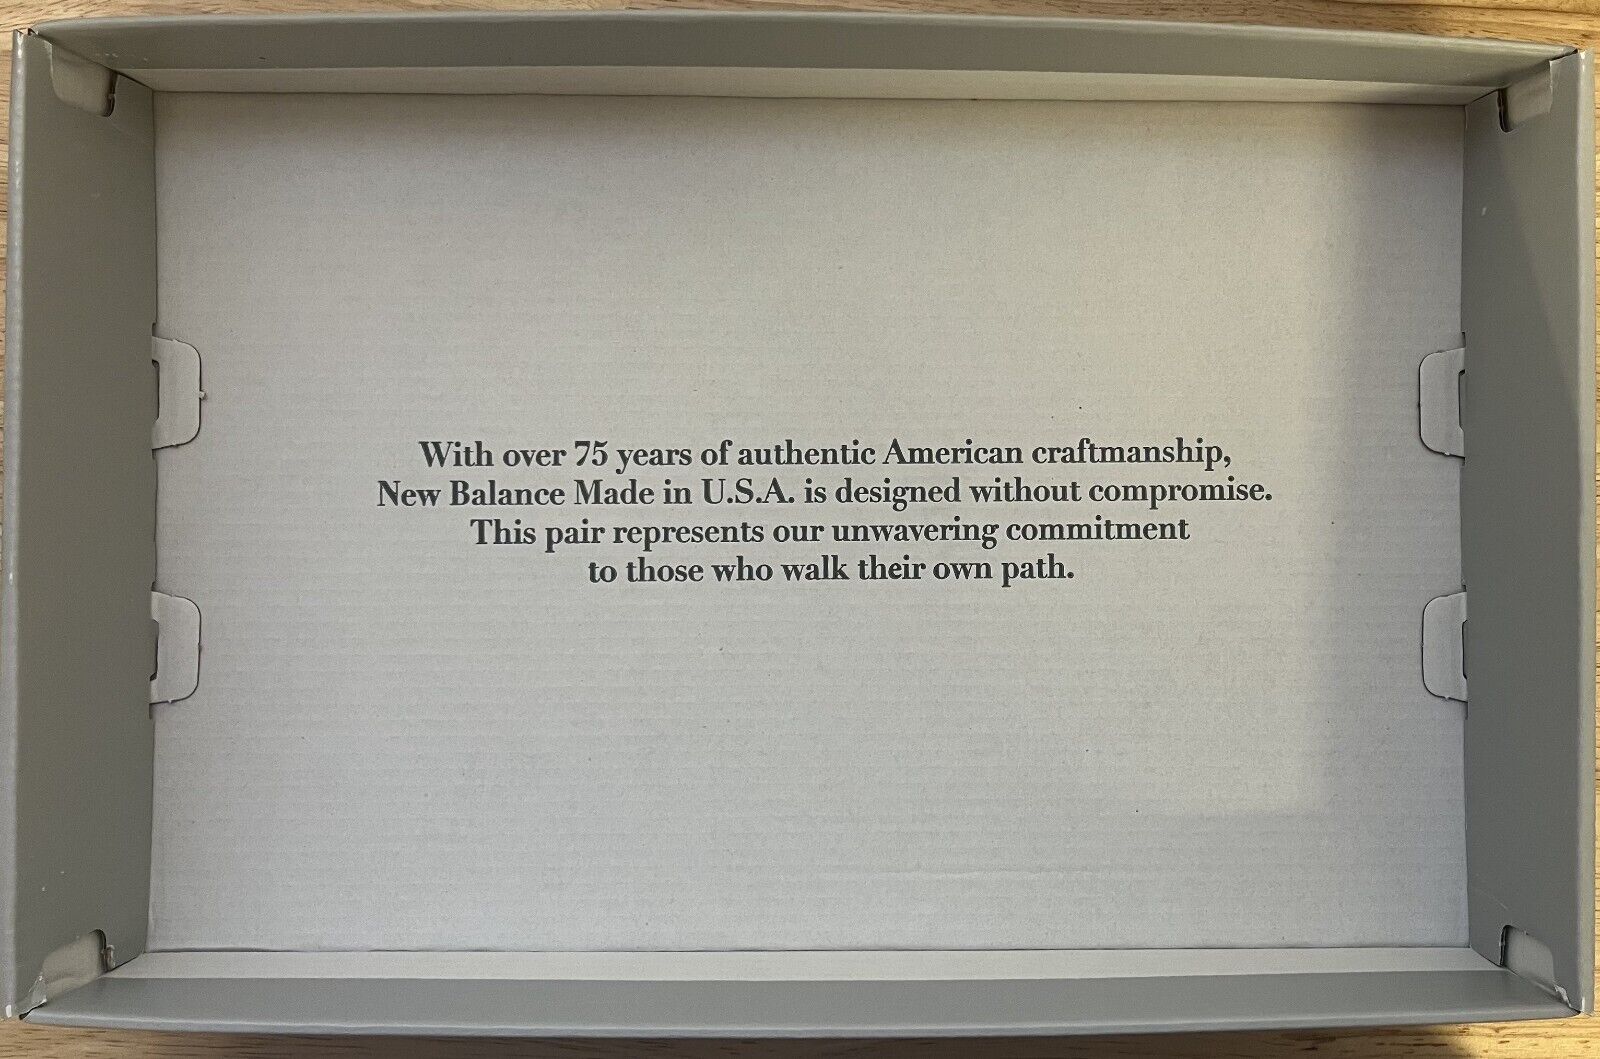 With over 75 years of authentic American craftmanship,
New Balance Made in U.S.A. is designed without compromise.
This pair represents our unwavering commitment
to those who walk their own path.